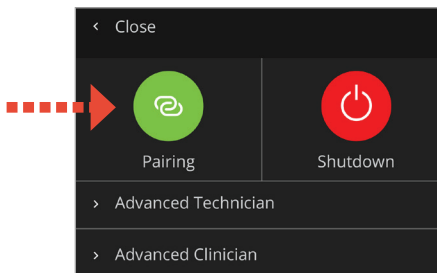 Close
Pairing
Shutdown
Advanced Technician
Advanced Clinician